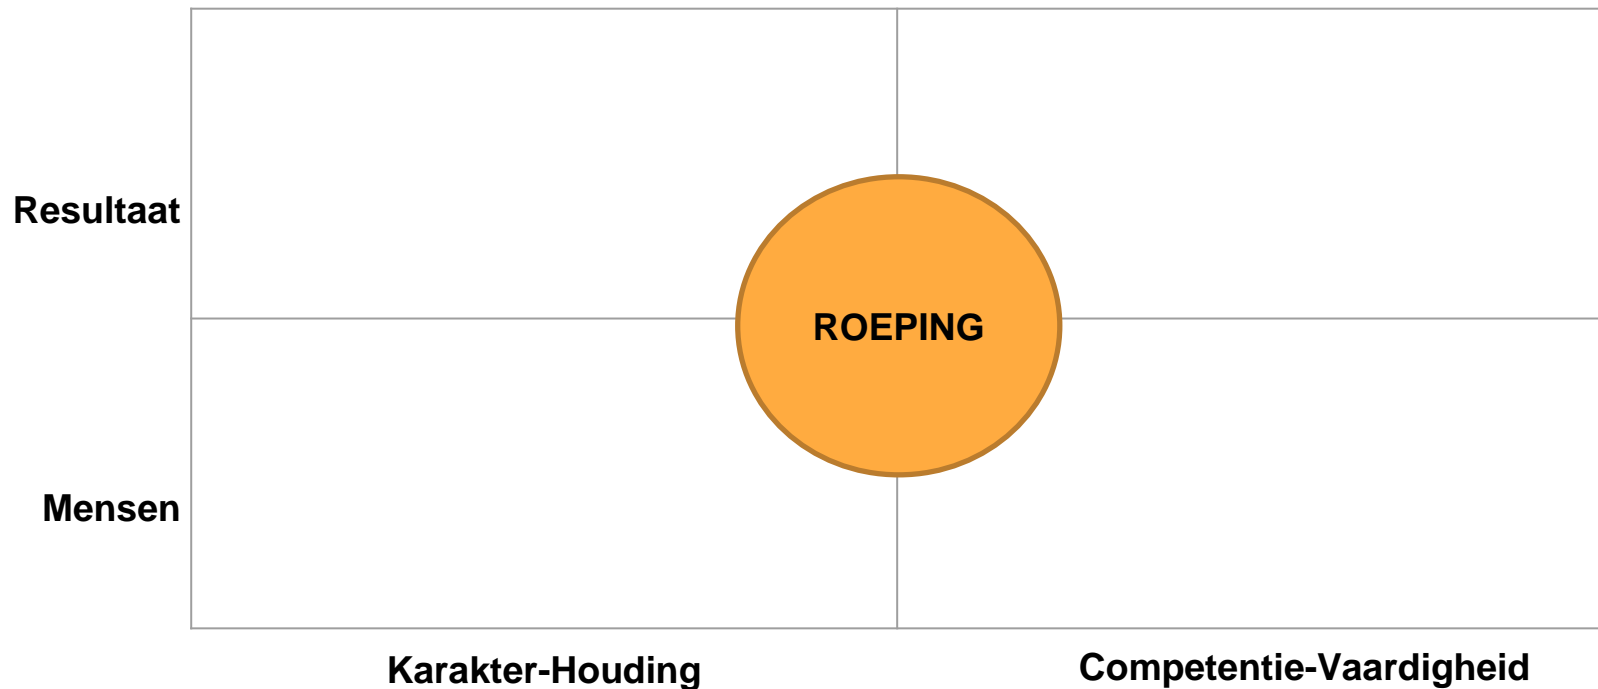 Resultaat
ROEPING
Mensen
Karakter-Houding
Competentie-Vaardigheid